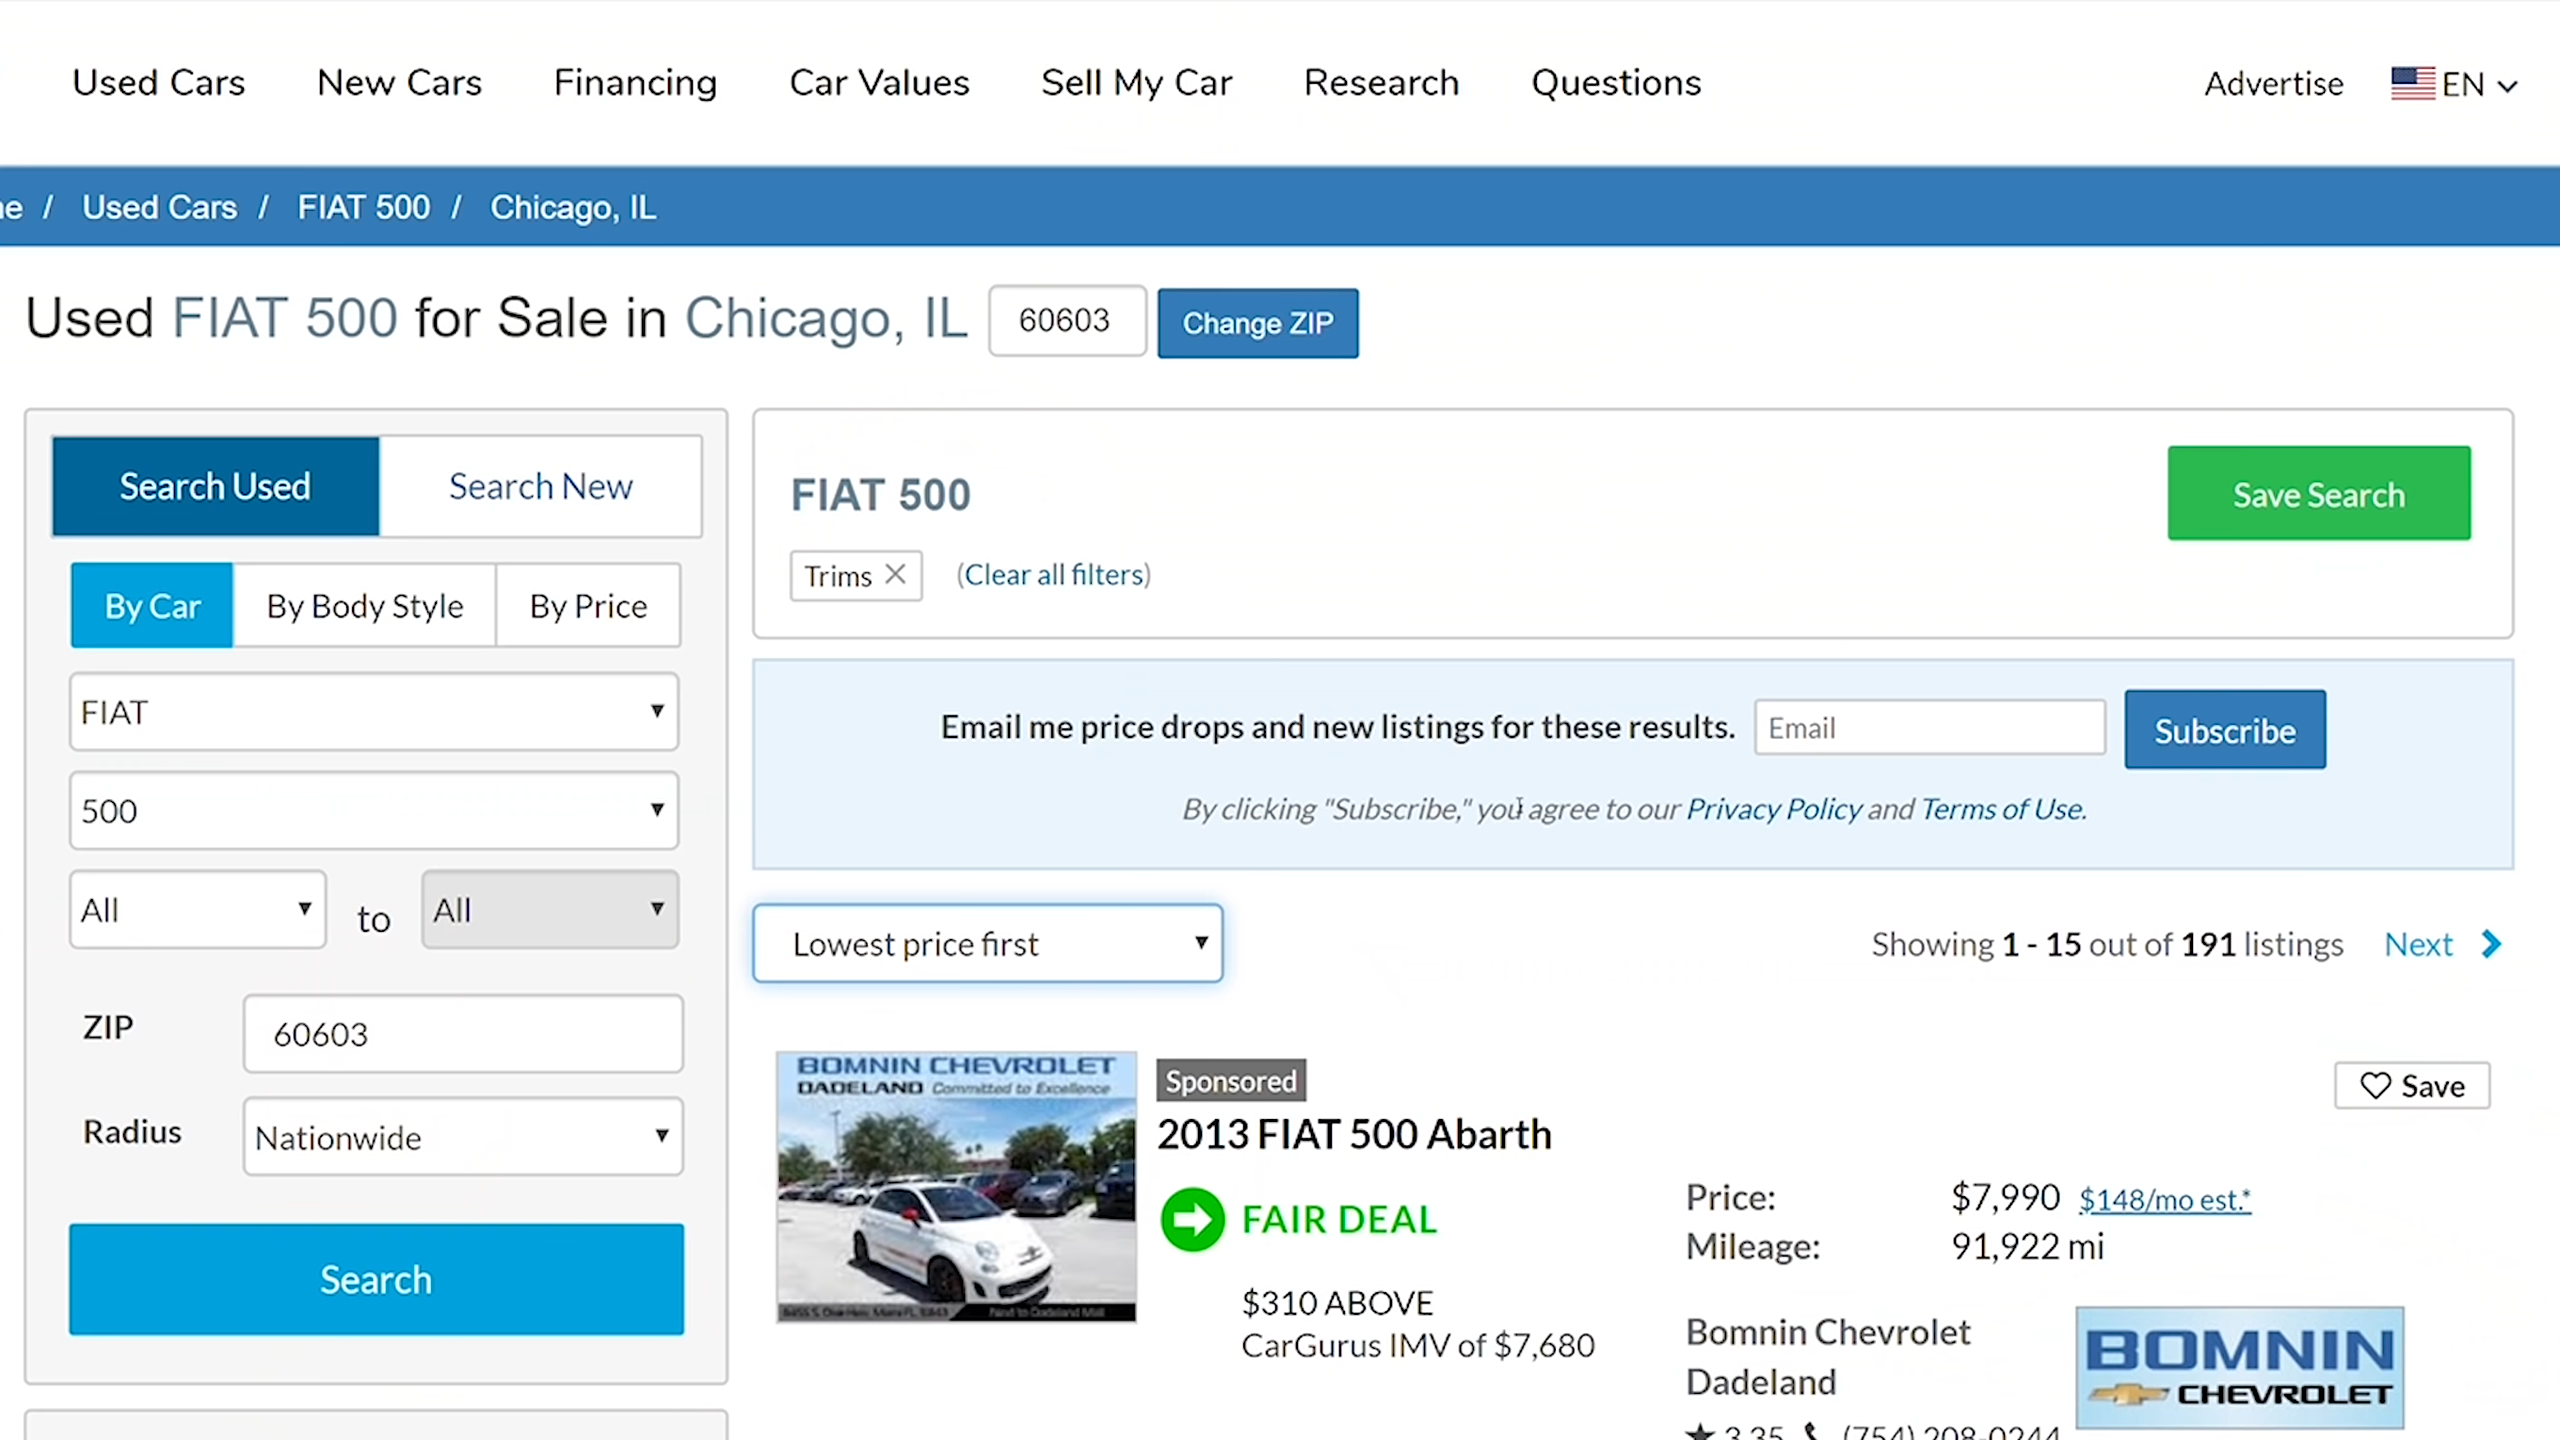 Used Cars New Cars Financing Car Values Sell My Car Research Questions Advertise EN
/ Used Cars / FIAT 500 / Chicago, IL
Used FIAT 500 for Sale in Chicago, IL 60603 Change ZIP
Search Used Search New
By Car By Body Style By Price
FIAT
500
All to All
ZIP 60603
Radius Nationwide
Search
FIAT 500
Save Search
Trims (Clear all filters)
Email me price drops and new listings for these results. Email Subscribe
By clicking "Subscribe," you agree to our Privacy Policy and Terms of Use.
Lowest price first
Showing 1 - 15 out of 191 listings Next
BOMNIN CHEVROLET
DADELAND Committed to Excellence
Sponsored
Save
2013 FIAT 500 Abarth
FAIR DEAL
$310 ABOVE
CarGurus IMV of $7,680
Price: $7,990 $148/mo est.*
Mileage: 91,922 mi
Bomnin Chevrolet
Dadeland
BOMNIN
CHEVROLET
3.35 (754) 208-0244